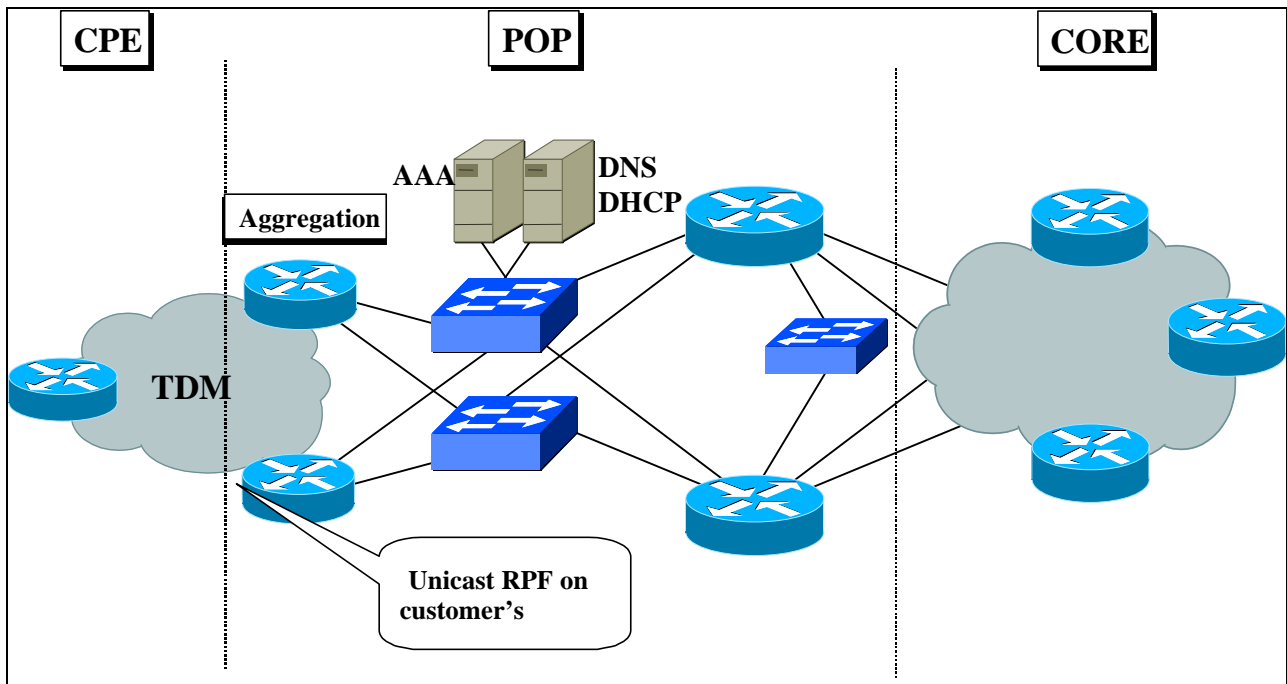 CPE
POP
CORE
AAA
DNS
DHCP
Aggregation
TDM
Unicast RPF on
customer's